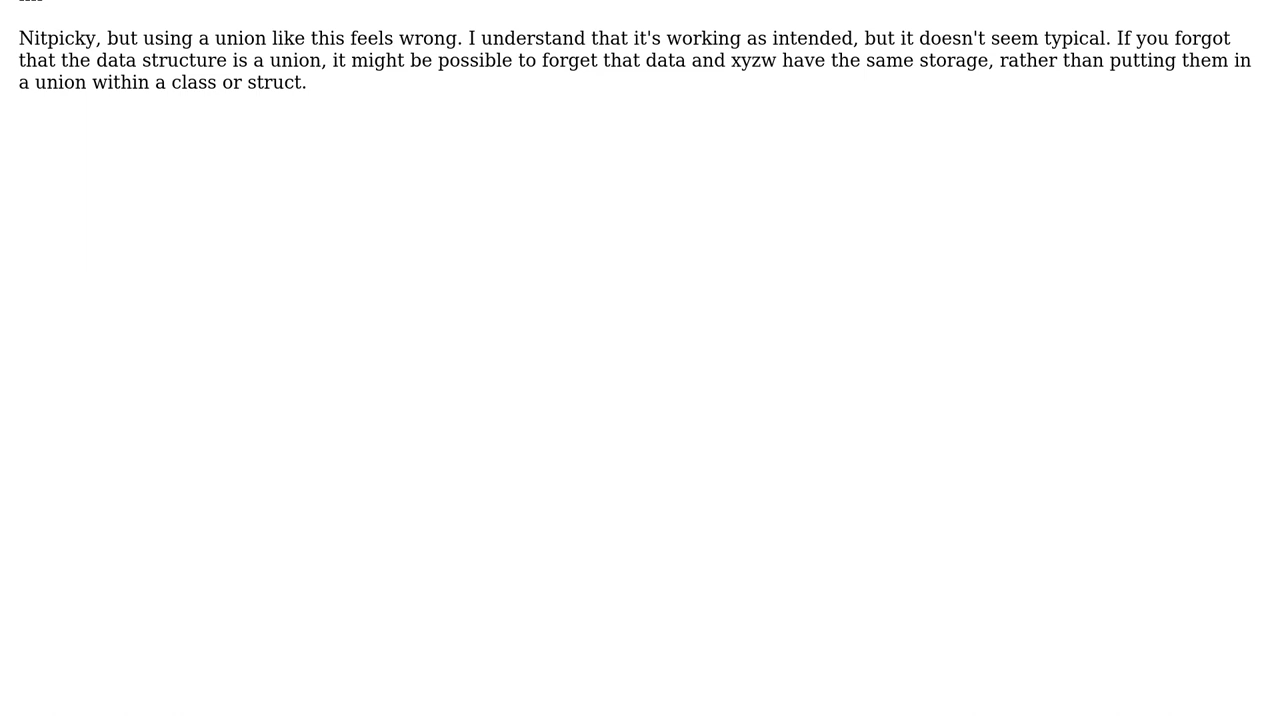 Nitpicky, but using a union like this feels wrong. I understand that it's working as intended, but it doesn't seem typical. If you forgot
that the data structure is a union, it might be possible to forget that data and xyzw have the same storage, rather than putting them in
a union within a class or struct.